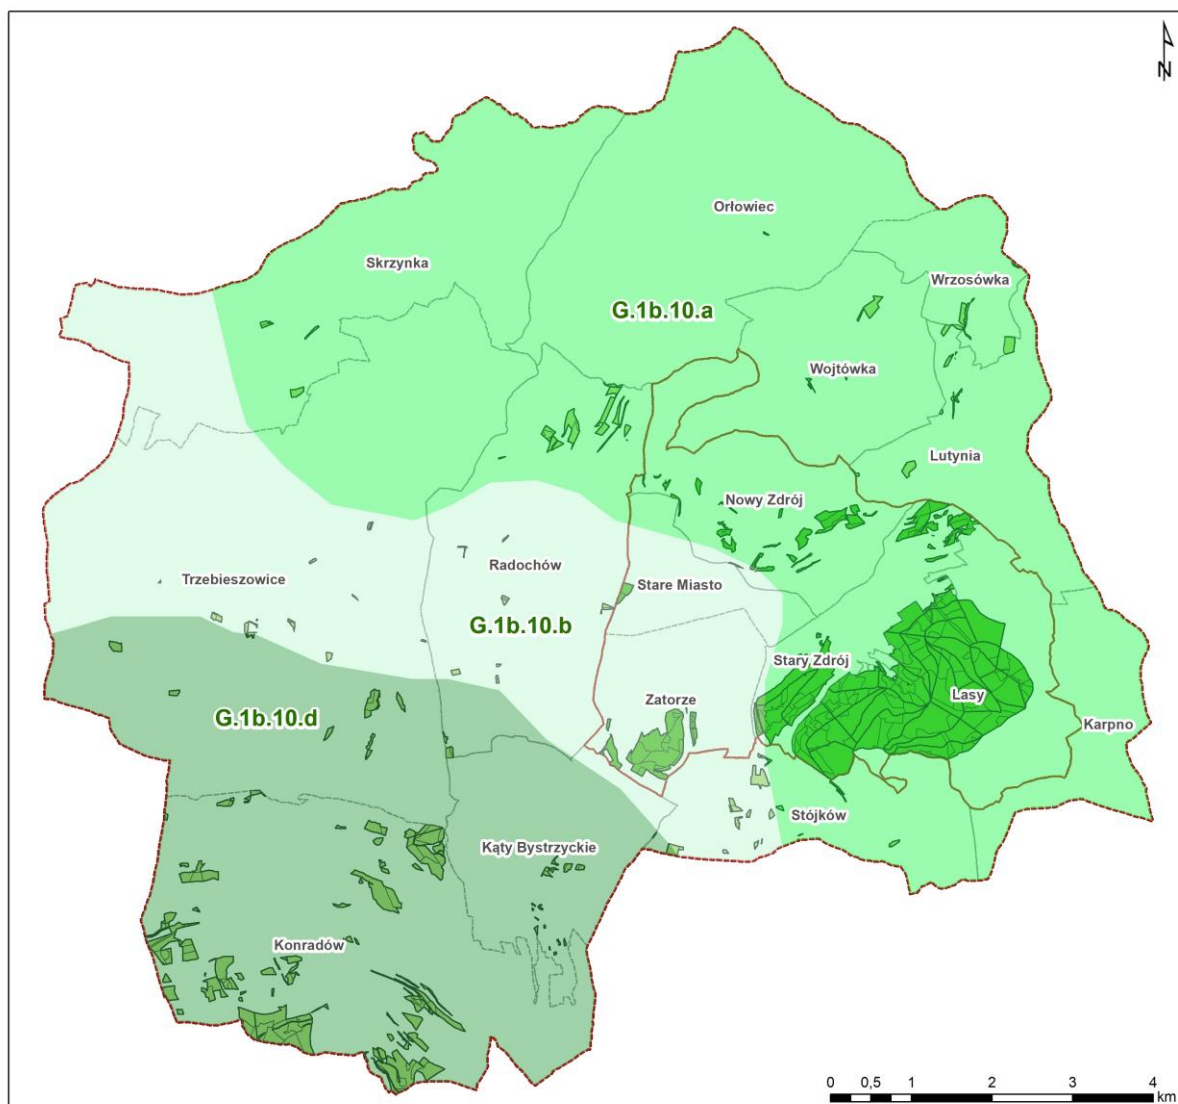 N
Orłowiec
Skrzynka
Wrzosówka
G.1b.10.a
Wojtówka
Lutynia
Nowy Zdrój
Radochów
Trzebieszowice
Stare Miasto
G.1b.10.b
Stary Zdrój
Lasy
Zatorze
G.1b.10.d
Karpno
Stójków
Kąty Bystrzyckie
Konradów
0 0,5 1 2 3 4
km